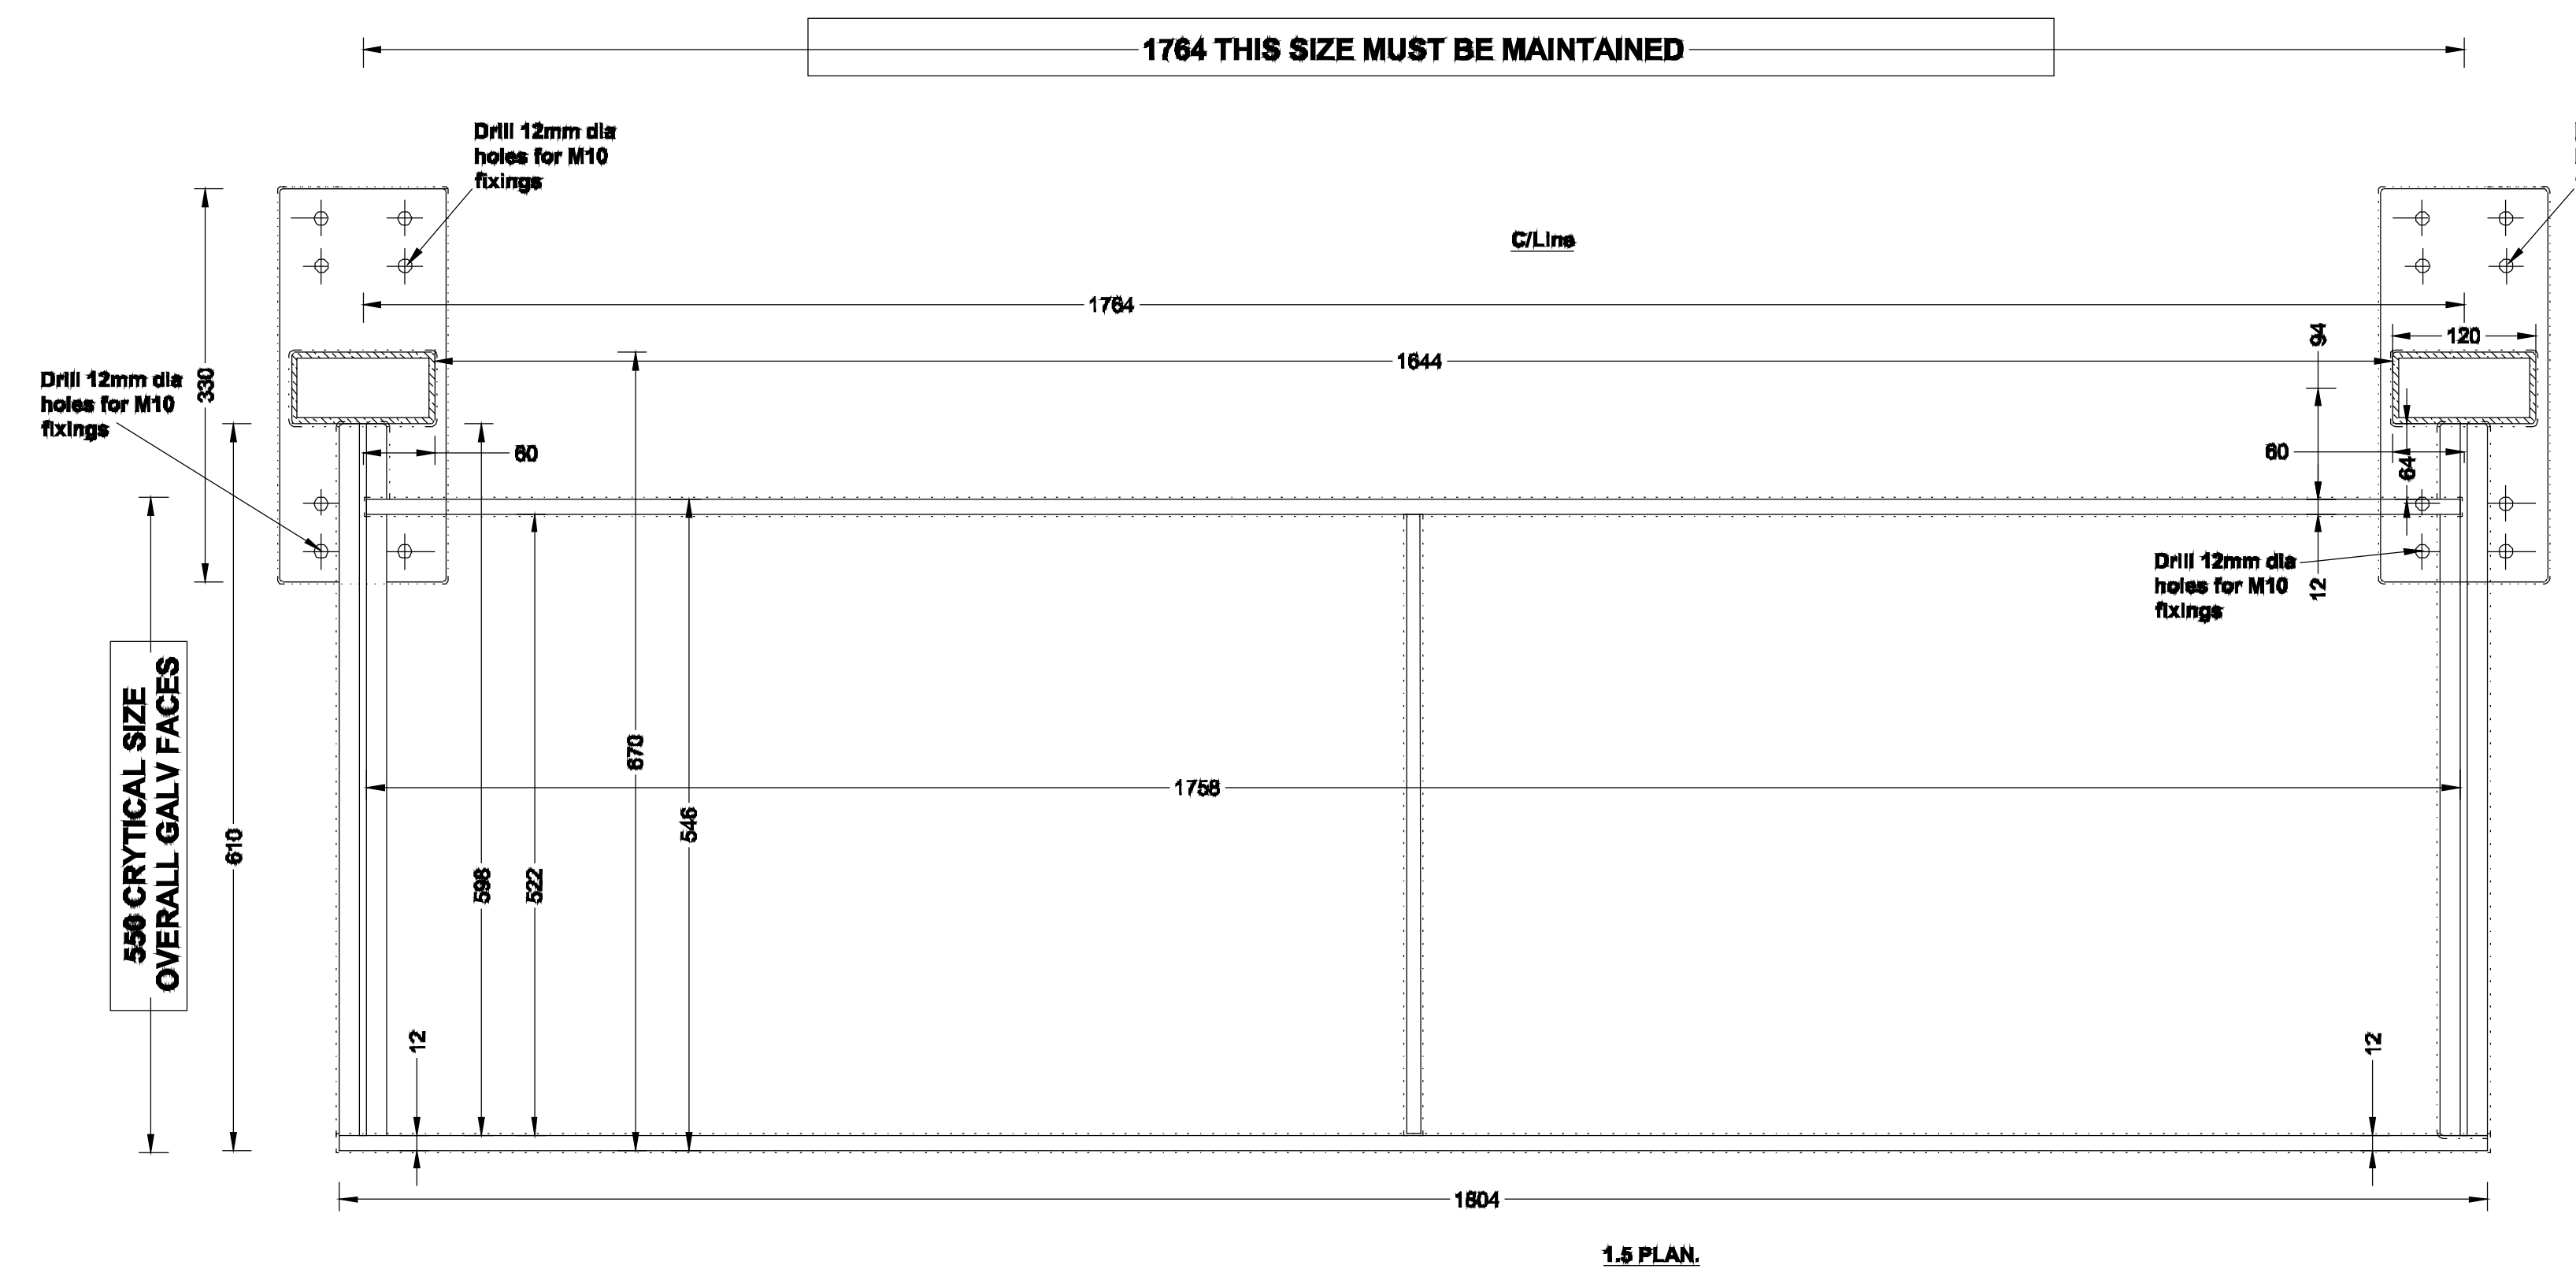 1764 THIS SIZE MUST BE MAINTAINED
Drill 12mm dia
holes for M10
fixings
C/Line
1764
94
120
1644
Drill 12mm dia
holes for M10
fixings
330
60
60
64
Drill 12mm dia
holes for M10
fixings
12
550 CRYTICAL SIZE
OVERALL GALV FACES
610
598
522
670
546
1758
12
12
1804
1.5 PLAN.